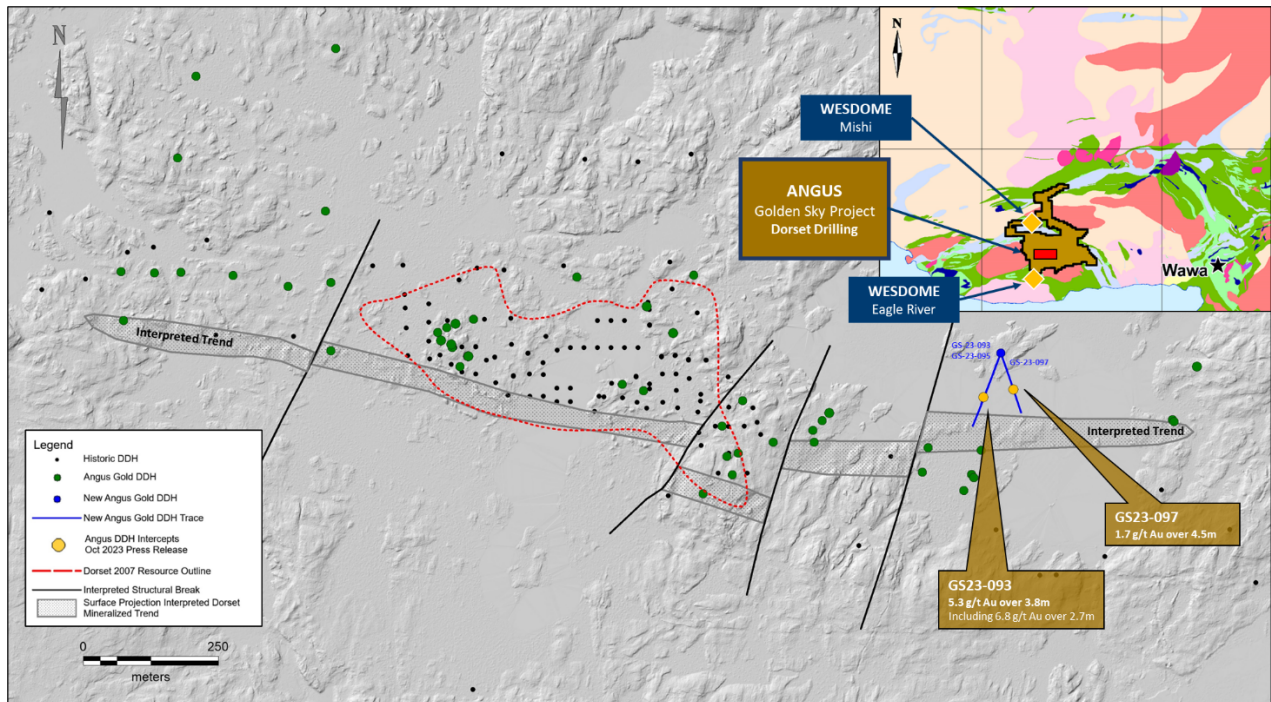 N
N
WESDOME
Mishi
ANGUS
Golden Sky Project
Dorset Drilling
WESDOME
Eagle River
Wawa
Interpreted Trend
GS-23-093
GS-23-095
GS-23-097
Interpreted Trend
Legend
Historic DDH
Angus Gold DDH
New Angus Gold DDH
New Angus Gold DDH Trace
Angus DDH Intercepts
Oct 2023 Press Release
Dorset 2007 Resource Outline
Interpreted Structural Break
Surface Projection Interpreted Dorset
Mineralized Trend
0
250
meters
GS23-097
1.7 g/t Au over 4.5m
GS23-093
5.3 g/t Au over 3.8m
Including 6.8 g/t Au over 2.7m